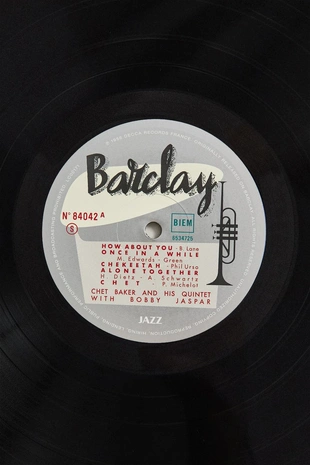 Barclay
N° 84042 A
S
BIEM
HOW ABOUT YOU - B. Lane
ONCE IN A WHILE
M. Edwards - Green
CHEKEETAH - Phil Urso
ALONE TOGETHER
H. Dietz - A. Schwartz
CHET - P. Michelot
CHET BAKER AND HIS QUINTET
WITH BOBBY JASPAR
JAZZ